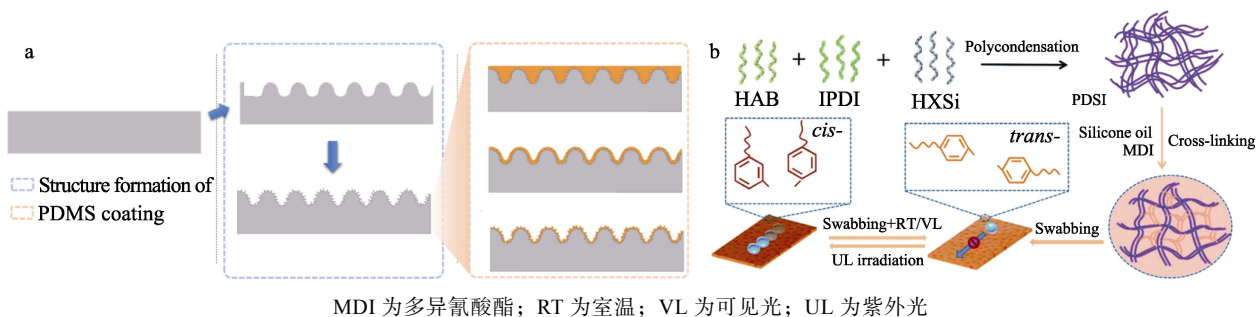 a
Structure formation of
PDMS coating
b
HAB
+
IPDI
+
HXSi
Polycondensation
PDSI
Silicone oil
MDI
Cross-linking
cis-
trans-
Swabbing+RT/VL
UL irradiation
Swabbing
MDI 为多异氰酸酯；RT 为室温；VL 为可见光；UL 为紫外光